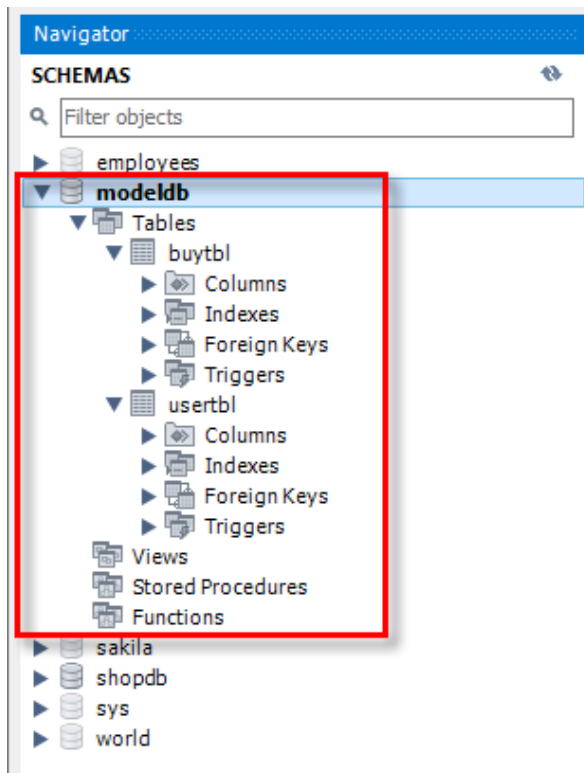 Navigator
SCHEMAS
Filter objects
employees
modeldb
Tables
buytbl
Columns
Indexes
Foreign Keys
Triggers
usertbl
Columns
Indexes
Foreign Keys
Triggers
Views
Stored Procedures
Functions
sakila
shopdb
sys
world